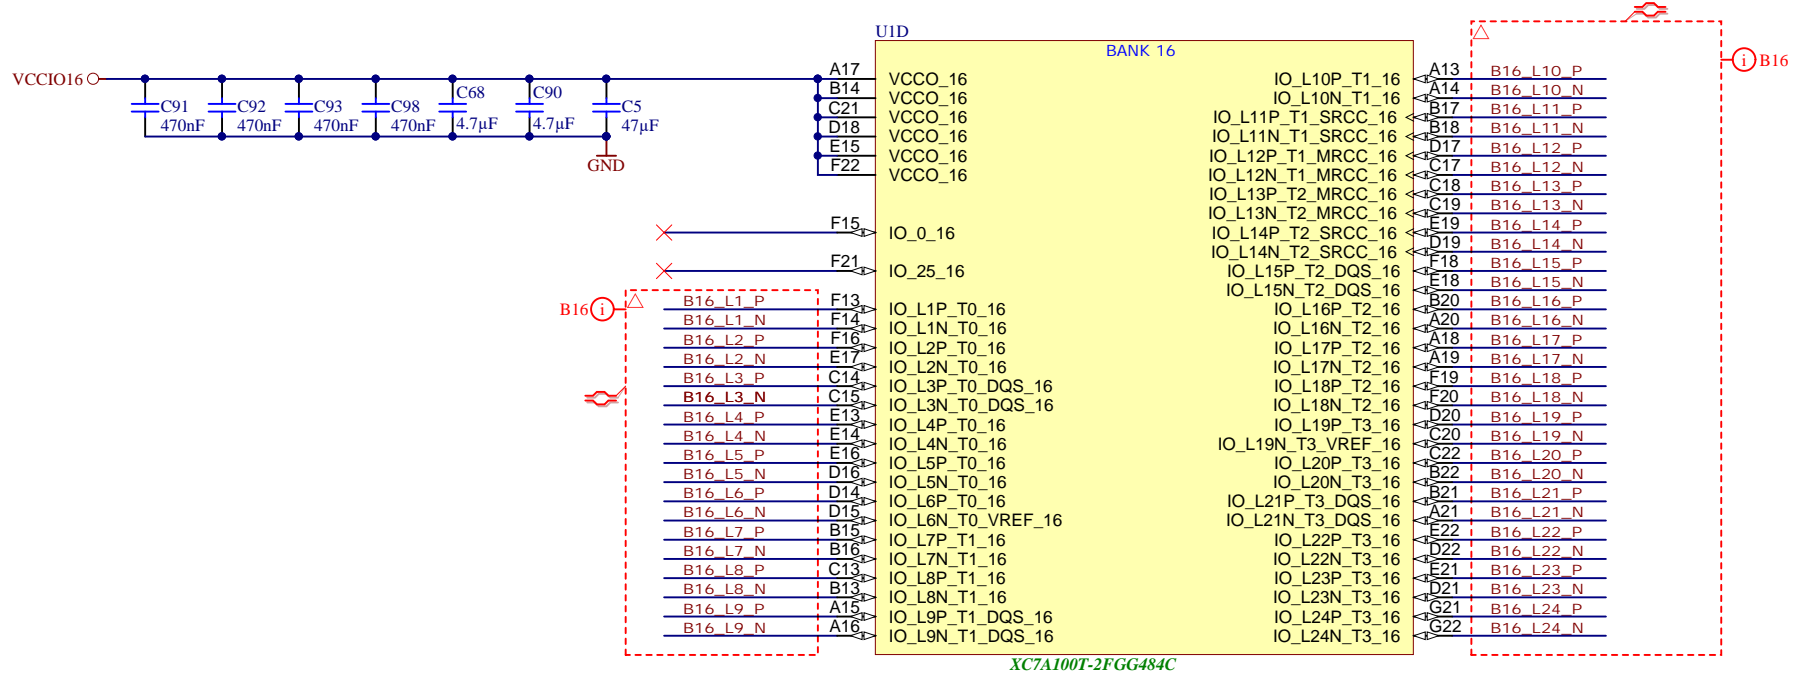 U1D
BANK 16
VCCIO16
C91
470nF
C92
470nF
C93
470nF
C98
470nF
C68
4.7µF
C90
4.7µF
C5
47µF
GND
A17 VCCO_16
B14 VCCO_16
C21 VCCO_16
D18 VCCO_16
E15 VCCO_16
F22 VCCO_16
F15 IO_0_16
F21 IO_25_16
B16 i
B16_L1_P F13 IO_L1P_T0_16
B16_L1_N F14 IO_L1N_T0_16
B16_L2_P F16 IO_L2P_T0_16
B16_L2_N E17 IO_L2N_T0_16
B16_L3_P C14 IO_L3P_T0_DQS_16
B16_L3_N C15 IO_L3N_T0_DQS_16
B16_L4_P E13 IO_L4P_T0_16
B16_L4_N E14 IO_L4N_T0_16
B16_L5_P E16 IO_L5P_T0_16
B16_L5_N D16 IO_L5N_T0_16
B16_L6_P D14 IO_L6P_T0_16
B16_L6_N D15 IO_L6N_T0_VREF_16
B16_L7_P B15 IO_L7P_T1_16
B16_L7_N B16 IO_L7N_T1_16
B16_L8_P C13 IO_L8P_T1_16
B16_L8_N B13 IO_L8N_T1_16
B16_L9_P A15 IO_L9P_T1_DQS_16
B16_L9_N A16 IO_L9N_T1_DQS_16
IO_L10P_T1_16 A13 B16_L10_P
IO_L10N_T1_16 A14 B16_L10_N
IO_L11P_T1_SRCC_16 B17 B16_L11_P
IO_L11N_T1_SRCC_16 B18 B16_L11_N
IO_L12P_T1_MRCC_16 D17 B16_L12_P
IO_L12N_T1_MRCC_16 C17 B16_L12_N
IO_L13P_T2_MRCC_16 C18 B16_L13_P
IO_L13N_T2_MRCC_16 C19 B16_L13_N
IO_L14P_T2_SRCC_16 E19 B16_L14_P
IO_L14N_T2_SRCC_16 D19 B16_L14_N
IO_L15P_T2_DQS_16 F18 B16_L15_P
IO_L15N_T2_DQS_16 E18 B16_L15_N
IO_L16P_T2_16 B20 B16_L16_P
IO_L16N_T2_16 A20 B16_L16_N
IO_L17P_T2_16 A18 B16_L17_P
IO_L17N_T2_16 A19 B16_L17_N
IO_L18P_T2_16 F19 B16_L18_P
IO_L18N_T2_16 F20 B16_L18_N
IO_L19P_T3_16 D20 B16_L19_P
IO_L19N_T3_VREF_16 C20 B16_L19_N
IO_L20P_T3_16 C22 B16_L20_P
IO_L20N_T3_16 B22 B16_L20_N
IO_L21P_T3_DQS_16 B21 B16_L21_P
IO_L21N_T3_DQS_16 A21 B16_L21_N
IO_L22P_T3_16 E22 B16_L22_P
IO_L22N_T3_16 D22 B16_L22_N
IO_L23P_T3_16 E21 B16_L23_P
IO_L23N_T3_16 D21 B16_L23_N
IO_L24P_T3_16 G21 B16_L24_P
IO_L24N_T3_16 G22 B16_L24_N
i B16
XC7A100T-2FGG484C